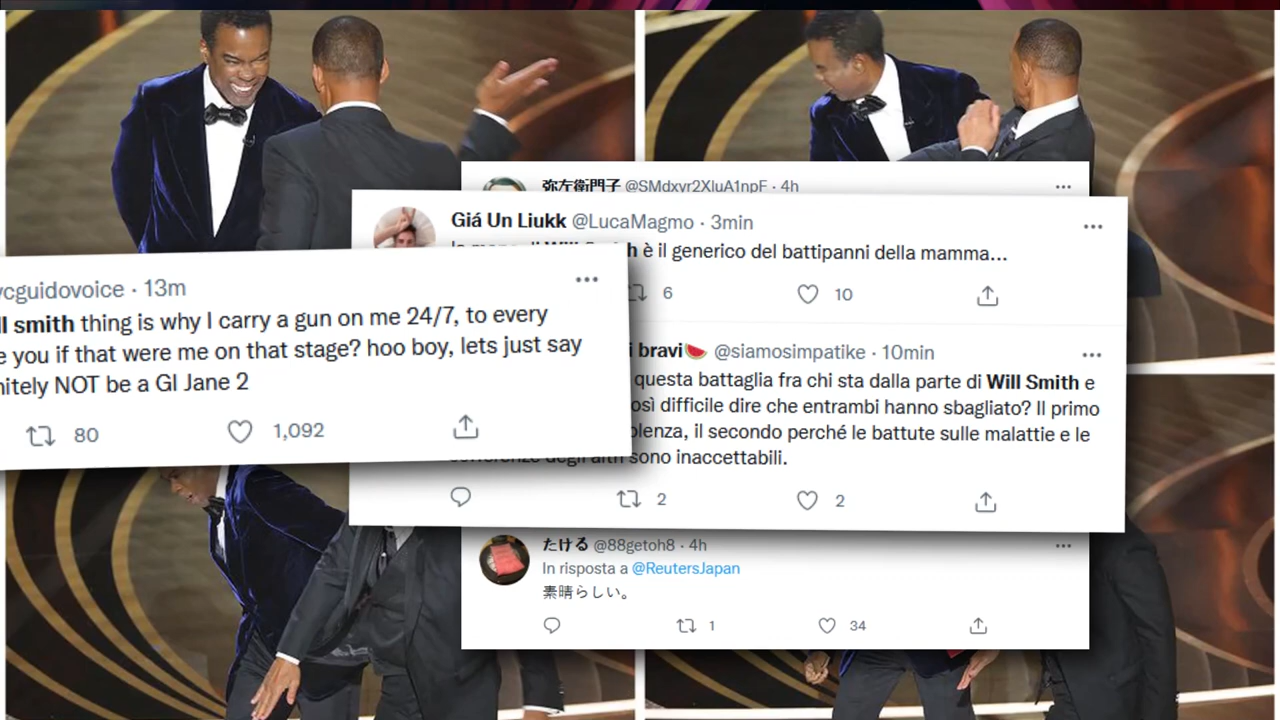 弥左衛門子 @SMdxyr2XluA1npF · 4h
Giá Un Liukk @LucaMagmo · 3min
è il generico del battipanni della mamma...
6 10
ycguidovoice · 13m
smith thing is why I carry a gun on me 24/7, to every
you if that were me on that stage? hoo boy, lets just say
NOT be a GI Jane 2
80 1,092
bravi🍉 @siamosimpatike · 10min
questa battaglia fra chi sta dalla parte di Will Smith e
difficile dire che entrambi hanno sbagliato? Il primo
il secondo perché le battute sulle malattie e le
sono inaccettabili.
2 2
たける @88getoh8 · 4h
In risposta a @ReutersJapan
素晴らしい。
1 34